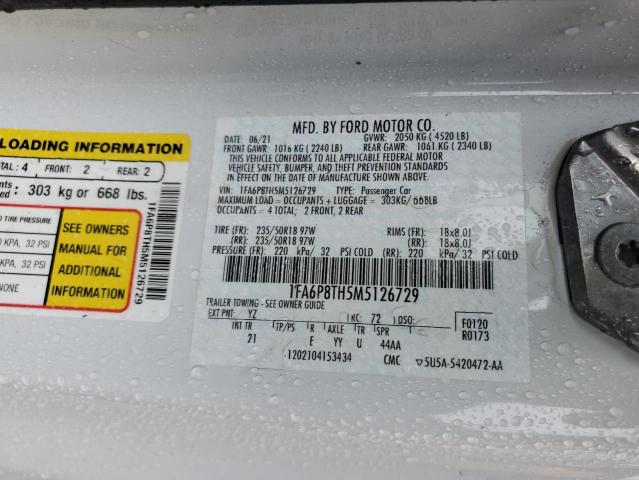 LOADING INFORMATION
TOTAL: 4 FRONT: 2 REAR: 2
303 kg or 668 lbs.
TIRE PRESSURE
KPA, 32 PSI
KPA, 32 PSI
SEE OWNERS
MANUAL FOR
ADDITIONAL
INFORMATION
1FA6P8TH5M5126729
MFD. BY FORD MOTOR CO.
DATE: 06/21 GVWR: 2050 KG ( 4520 LB)
FRONT GAWR: 1016 KG ( 2240 LB) REAR GAWR: 1061 KG ( 2340 LB)
THIS VEHICLE CONFORMS TO ALL APPLICABLE FEDERAL MOTOR
VEHICLE SAFETY, BUMPER, AND THEFT PREVENTION STANDARDS
IN EFFECT ON THE DATE OF MANUFACTURE SHOWN ABOVE.
VIN: 1FA6P8TH5M5126729 TYPE: Passenger Car
MAXIMUM LOAD = OCCUPANTS + LUGGAGE = 303KG/ 668LB
OCCUPANTS = 4 TOTAL: 2 FRONT, 2 REAR
TIRE (FR): 235/50R18 97W RIMS (FR): 18x8.0J
(RR): 235/50R18 97W (RR): 18x8.0J
PRESSURE (FR): 220 kPa/ 32 PSI COLD (RR): 220 kPa/ 32 PSI COLD
1FA6P8TH5M5126729
TRAILER TOWING - SEE OWNER GUIDE
EXT PNT: YZ RC: 72 F0120
INT TR TP/PS R AXLE TR SPR R0173
21 E YY U 44AA
1202104153434 CMC ▽5U5A-5420472-AA